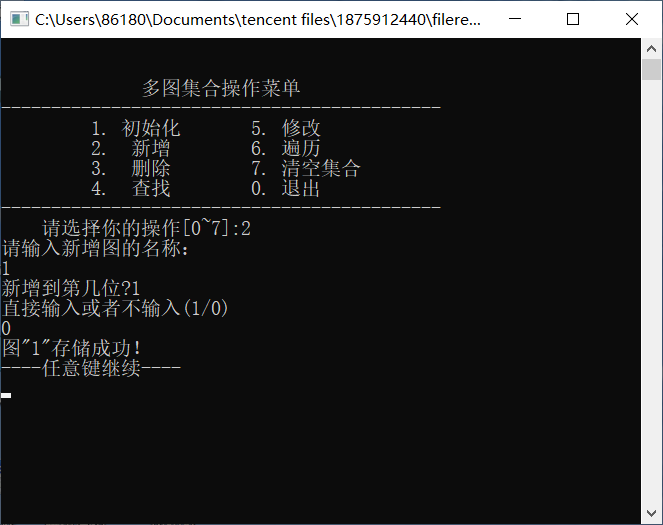 C:\Users\86180\Documents\tencent files\1875912440\filere...
多图集合操作菜单
--------------------------------------------
1. 初始化 5. 修改
2. 新增 6. 遍历
3. 删除 7. 清空集合
4. 查找 0. 退出
--------------------------------------------
请选择你的操作[0~7]:2
请输入新增图的名称:
1
新增到第几位?1
直接输入或者不输入(1/0)
0
图"1"存储成功!
----任意键继续----